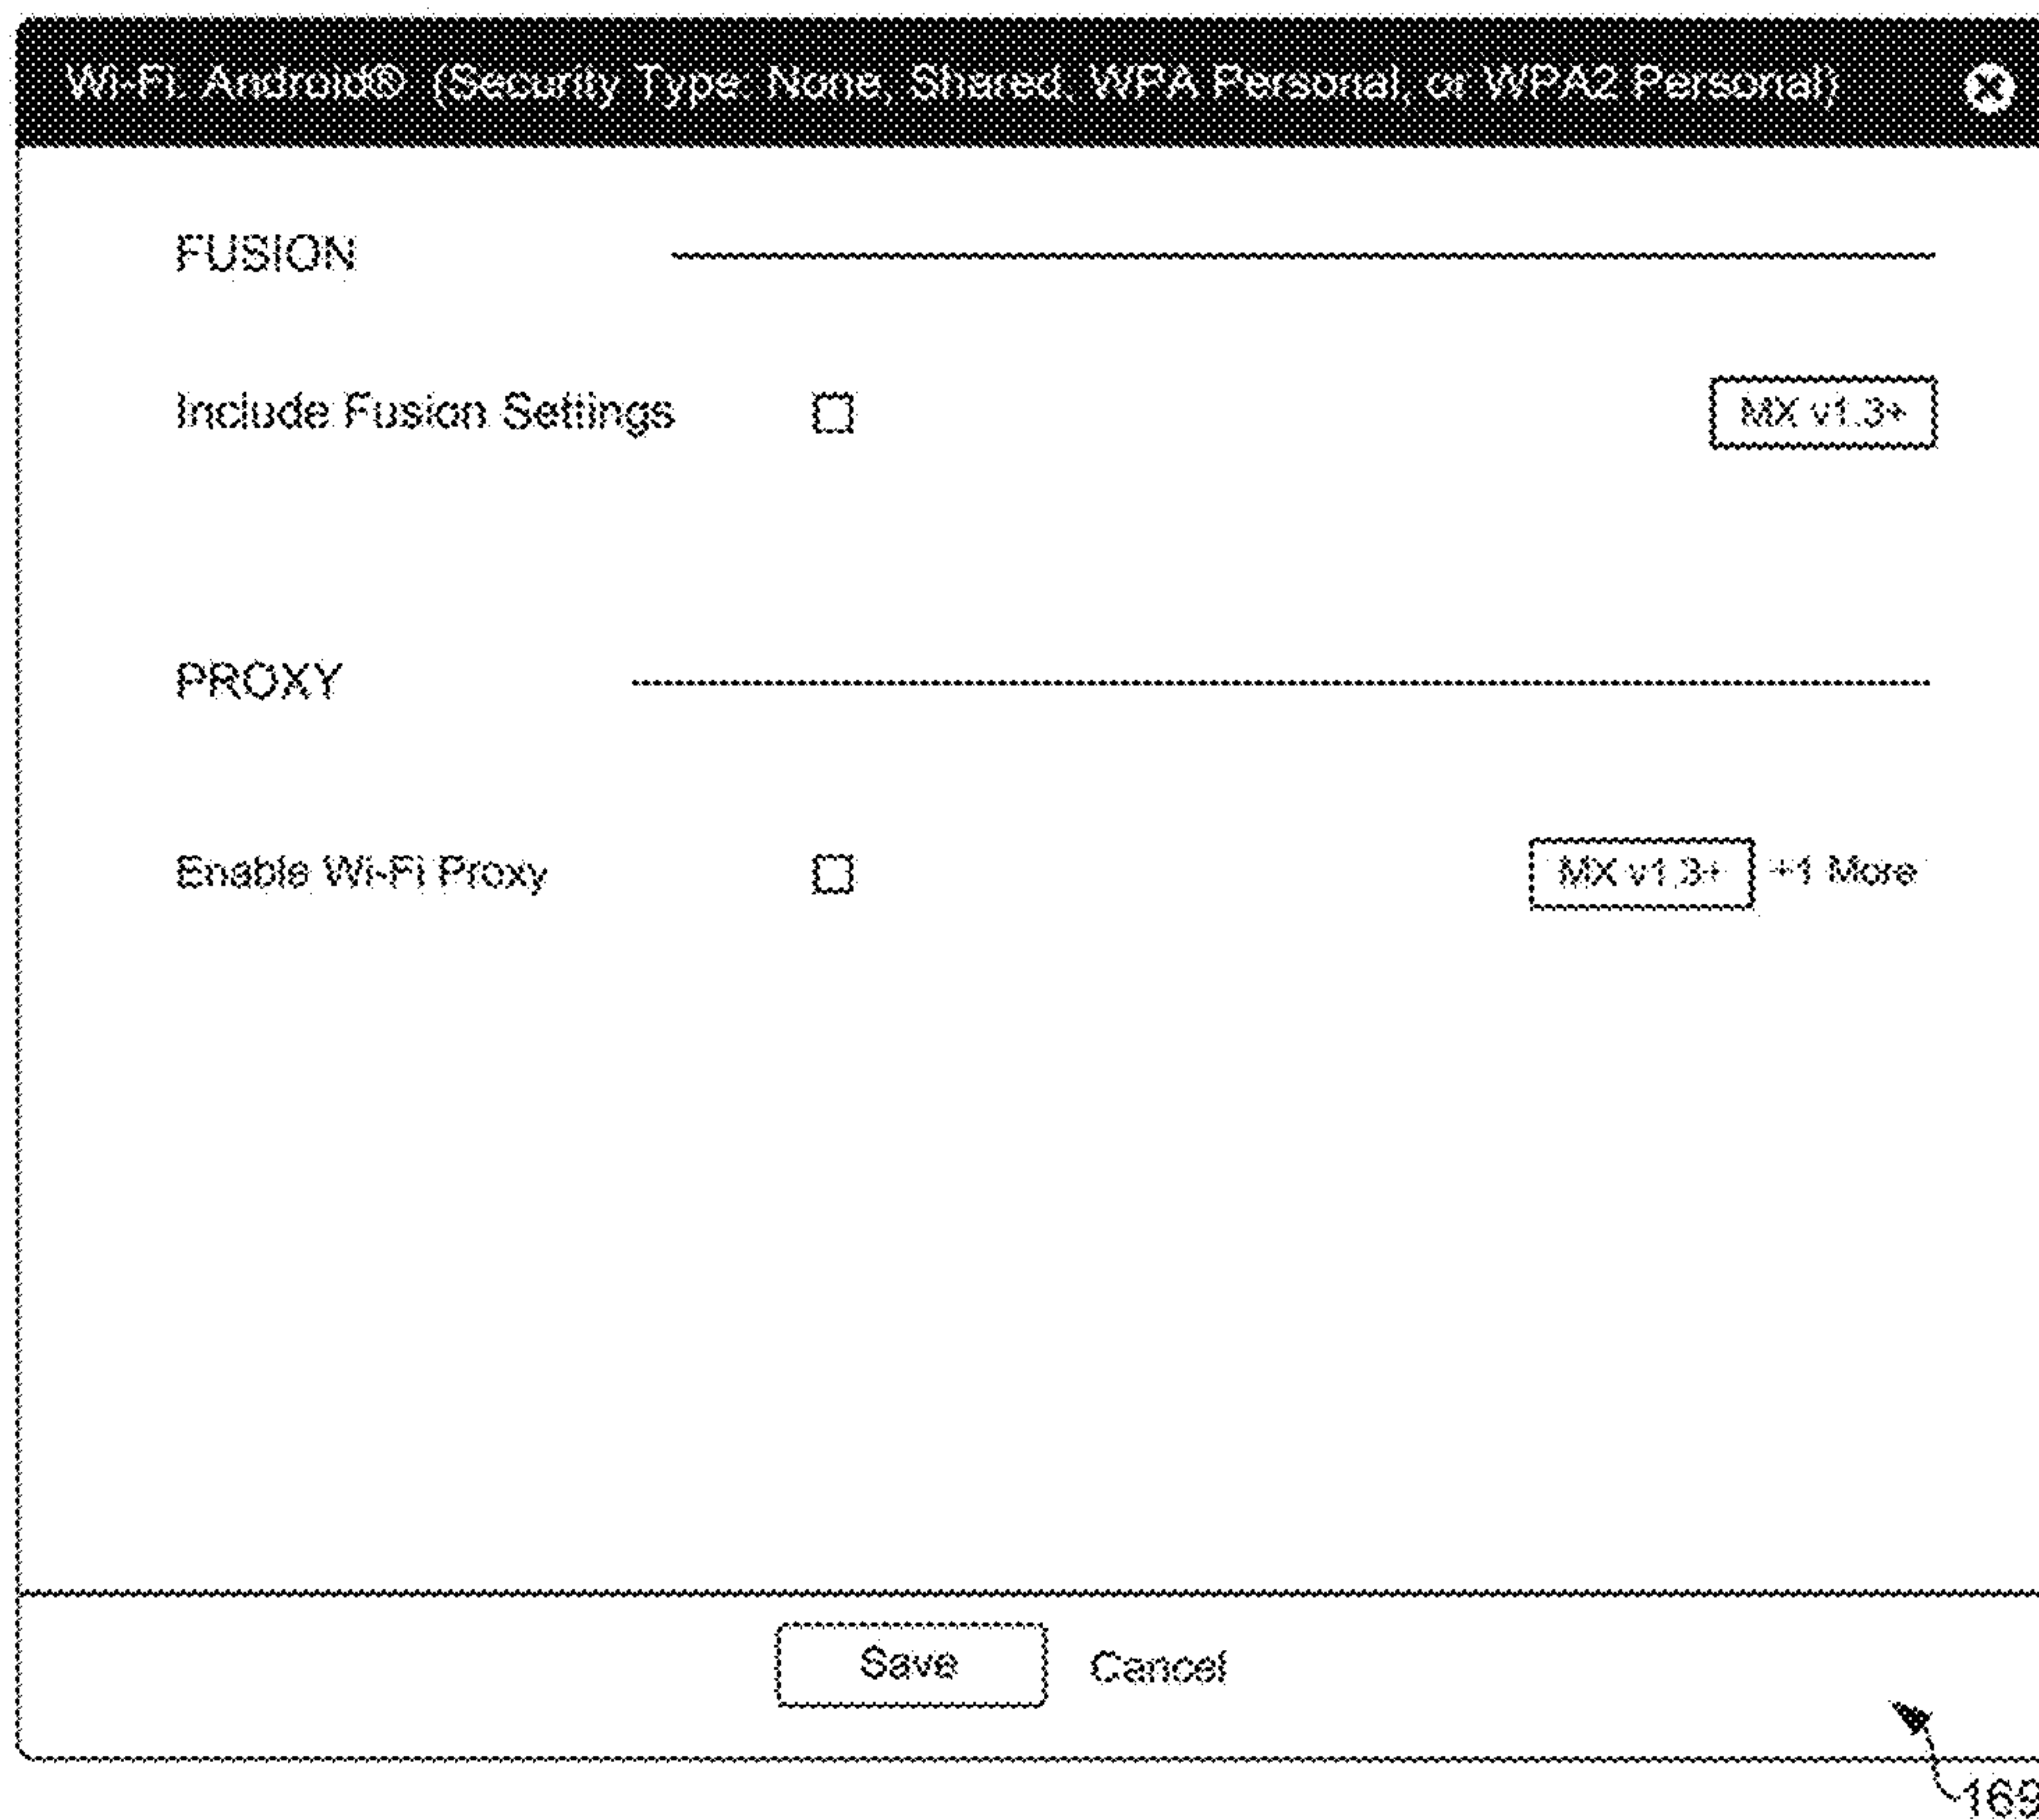 Wi-Fi: Android® (Security Type: None, Shared, WPA Personal, or WPA2 Personal)
FUSION
Include Fusion Settings MX v1.3+
PROXY
Enable Wi-Fi Proxy MX v1.3+ +1 More
Save Cancel